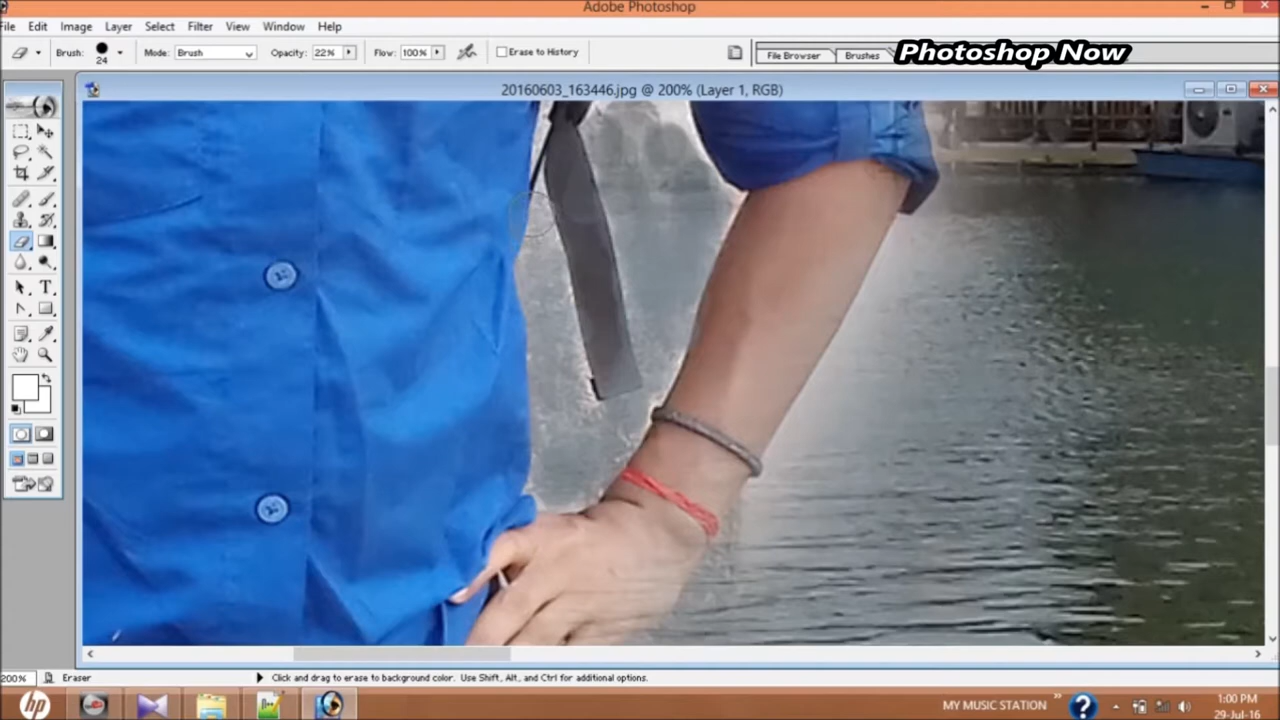 Adobe Photoshop
File Edit Image Layer Select Filter View Window Help
Brush: 24 Mode: Brush Opacity: 22% Flow: 100% Erase to History File Browser Brushes Photoshop Now
20160603_163446.jpg @ 200% (Layer 1, RGB)
200% Eraser Click and drag to erase to background color. Use Shift, Alt, and Ctrl for additional options.
hp MY MUSIC STATION 1:00 PM
29-Jul-16